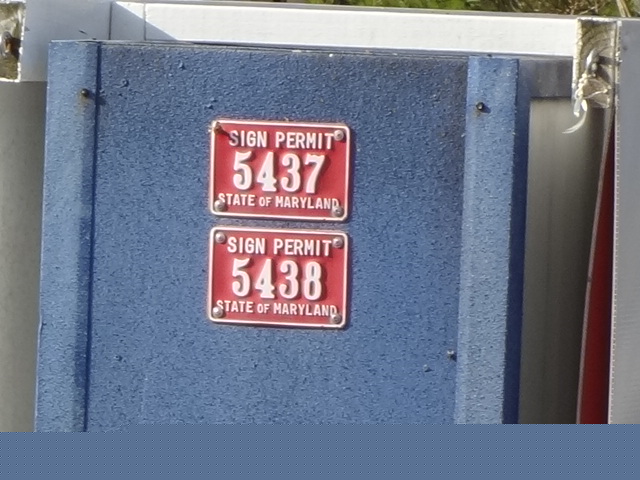 SIGN PERMIT
5437
STATE OF MARYLAND
SIGN PERMIT
5438
STATE OF MARYLAND